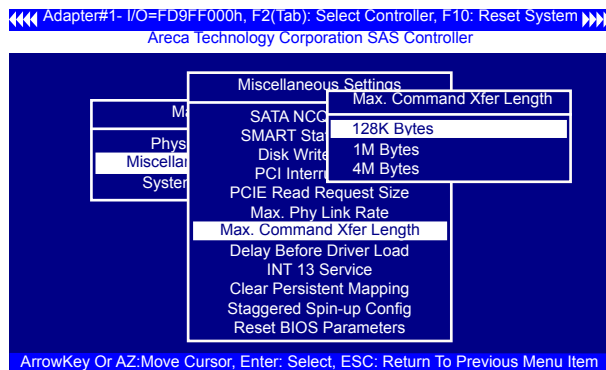 Adapter#1- I/O=FD9FF000h, F2(Tab): Select Controller, F10: Reset System
Areca Technology Corporation SAS Controller
Ma
Phys
Miscellan
System
Miscellaneous Settings
SATA NCQ
SMART Stat
Disk Write
PCI Interru
PCIE Read Request Size
Max. Phy Link Rate
Max. Command Xfer Length
Delay Before Driver Load
INT 13 Service
Clear Persistent Mapping
Staggered Spin-up Config
Reset BIOS Parameters
Max. Command Xfer Length
128K Bytes
1M Bytes
4M Bytes
ArrowKey Or AZ:Move Cursor, Enter: Select, ESC: Return To Previous Menu Item